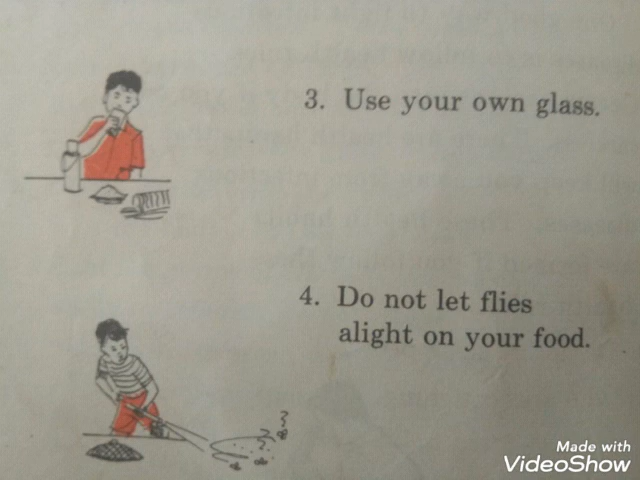 3. Use your own glass.
4. Do not let flies
alight on your food.
Made with
VideoShow